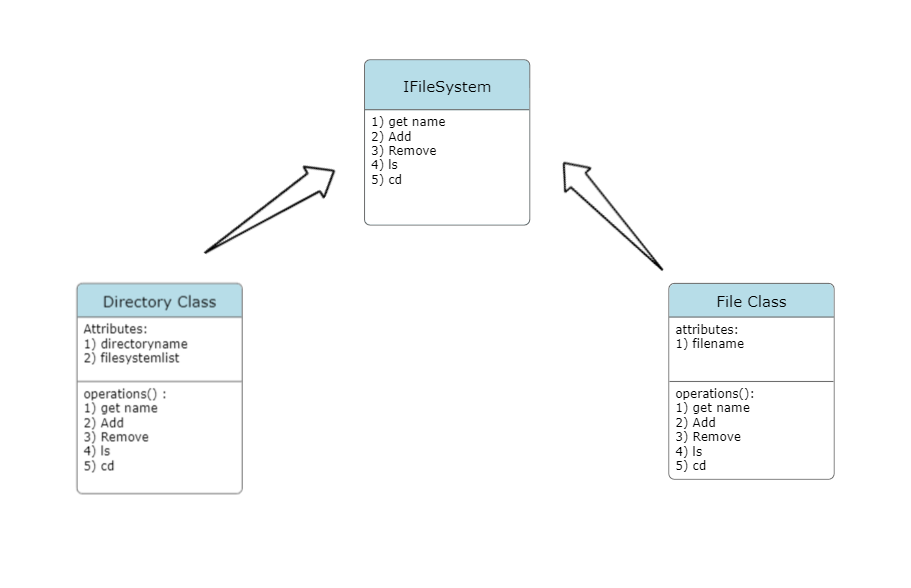 IFileSystem
1) get name
2) Add
3) Remove
4) ls
5) cd
Directory Class
Attributes:
1) directoryname
2) filesystemlist
operations() :
1) get name
2) Add
3) Remove
4) ls
5) cd
File Class
attributes:
1) filename
operations():
1) get name
2) Add
3) Remove
4) ls
5) cd